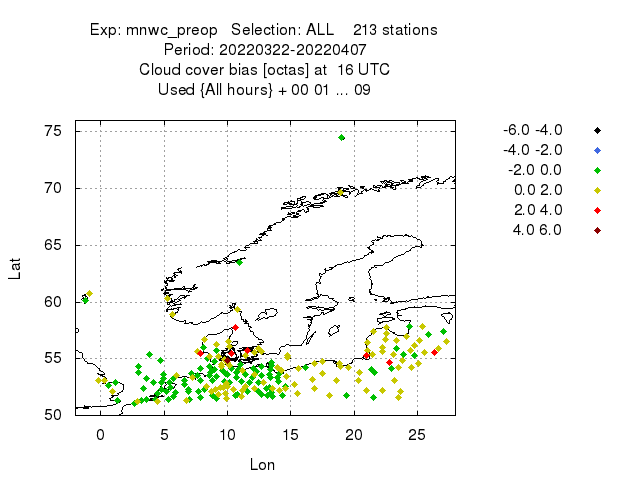 Exp: mnwc_preop Selection: ALL 213 stations
Period: 20220322-20220407
Cloud cover bias [octas] at 16 UTC
Used {All hours} + 00 01 ... 09
-6.0 -4.0
-4.0 -2.0
-2.0 0.0
0.0 2.0
2.0 4.0
4.0 6.0
75
70
65
60
55
50
Lat
0 5 10 15 20 25
Lon